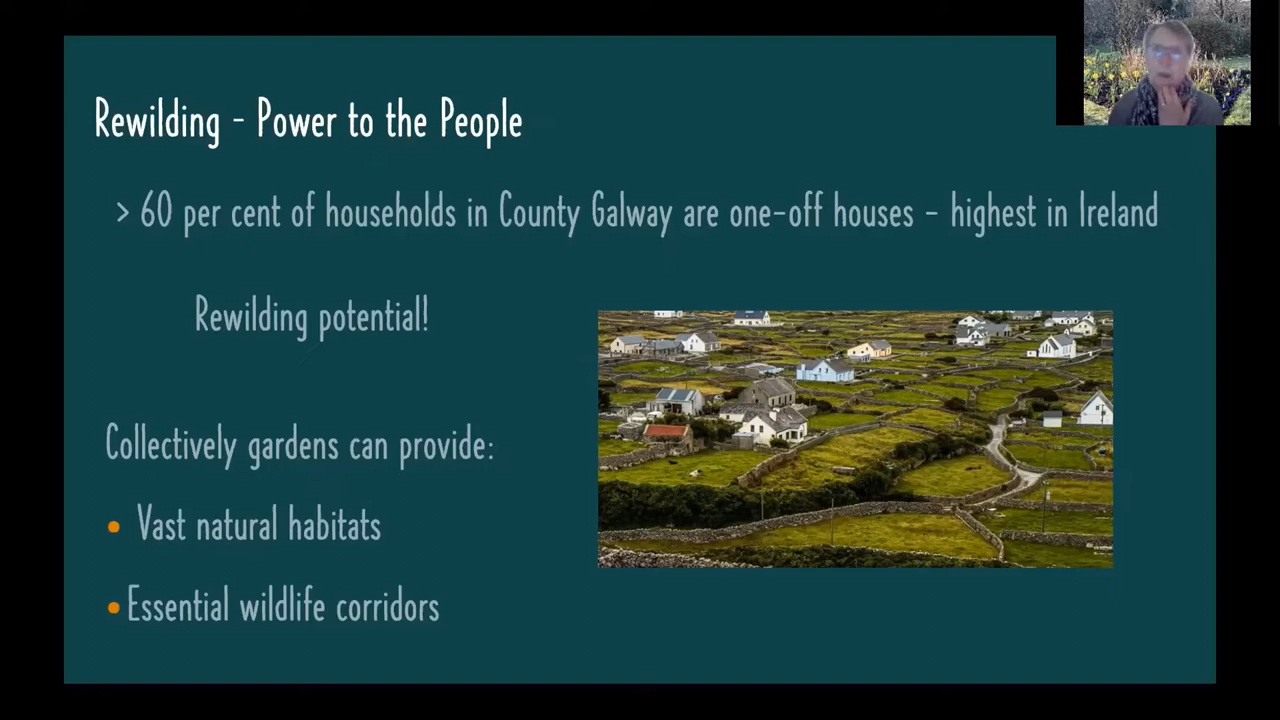 Rewilding - Power to the People
> 60 per cent of households in County Galway are one-off houses - highest in Ireland
Rewilding potential!
Collectively gardens can provide:
• Vast natural habitats
• Essential wildlife corridors